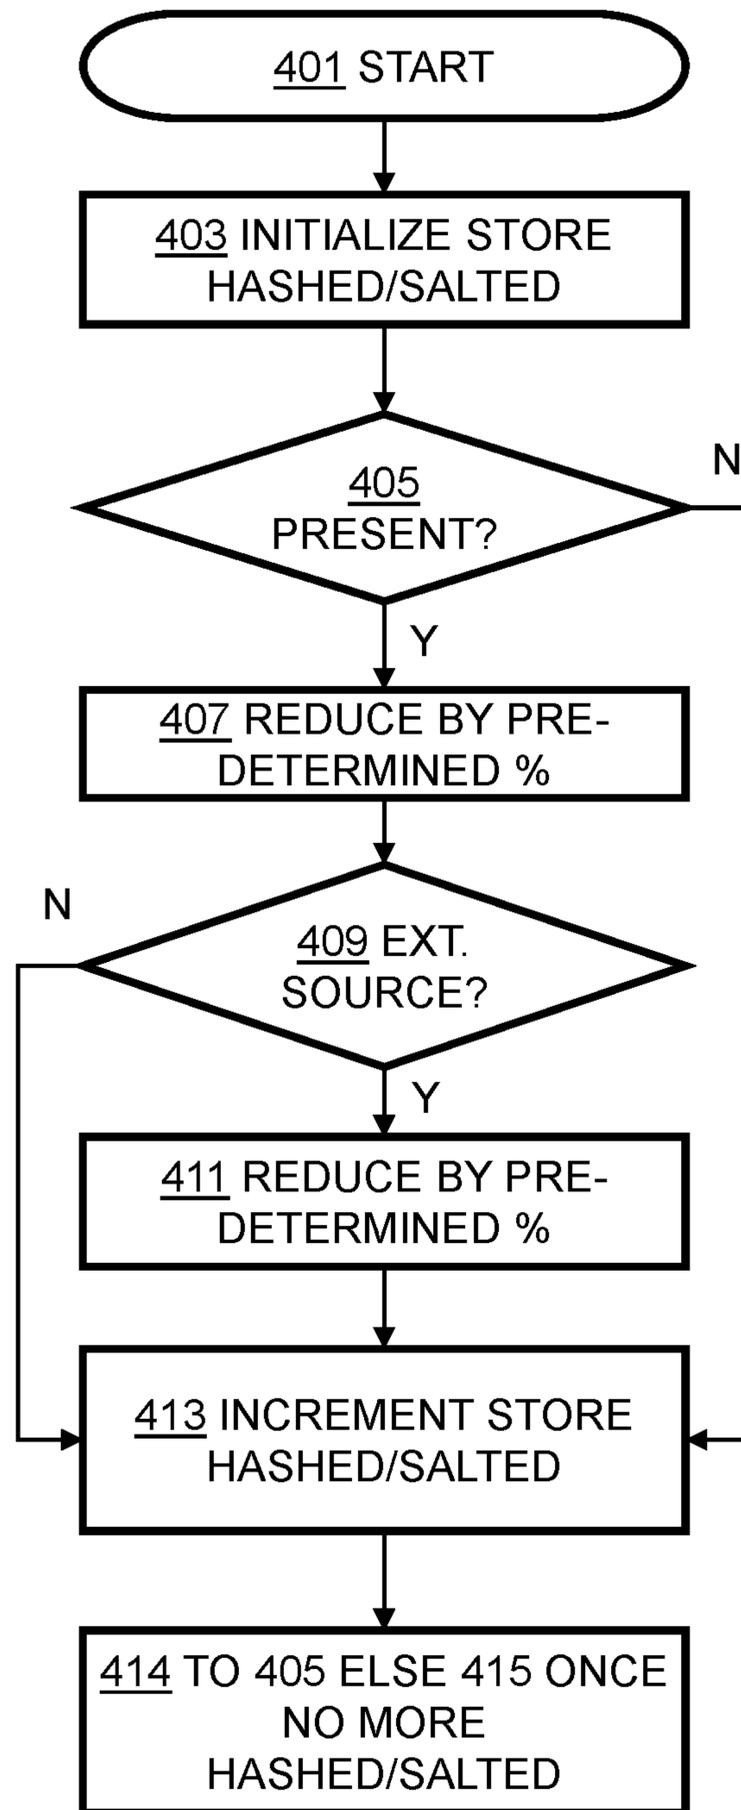 401 START
403 INITIALIZE STORE
HASHED/SALTED
N
405
PRESENT?
Y
407 REDUCE BY PRE-
DETERMINED %
N
409 EXT.
SOURCE?
Y
411 REDUCE BY PRE-
DETERMINED %
413 INCREMENT STORE
HASHED/SALTED
414 TO 405 ELSE 415 ONCE
NO MORE
HASHED/SALTED